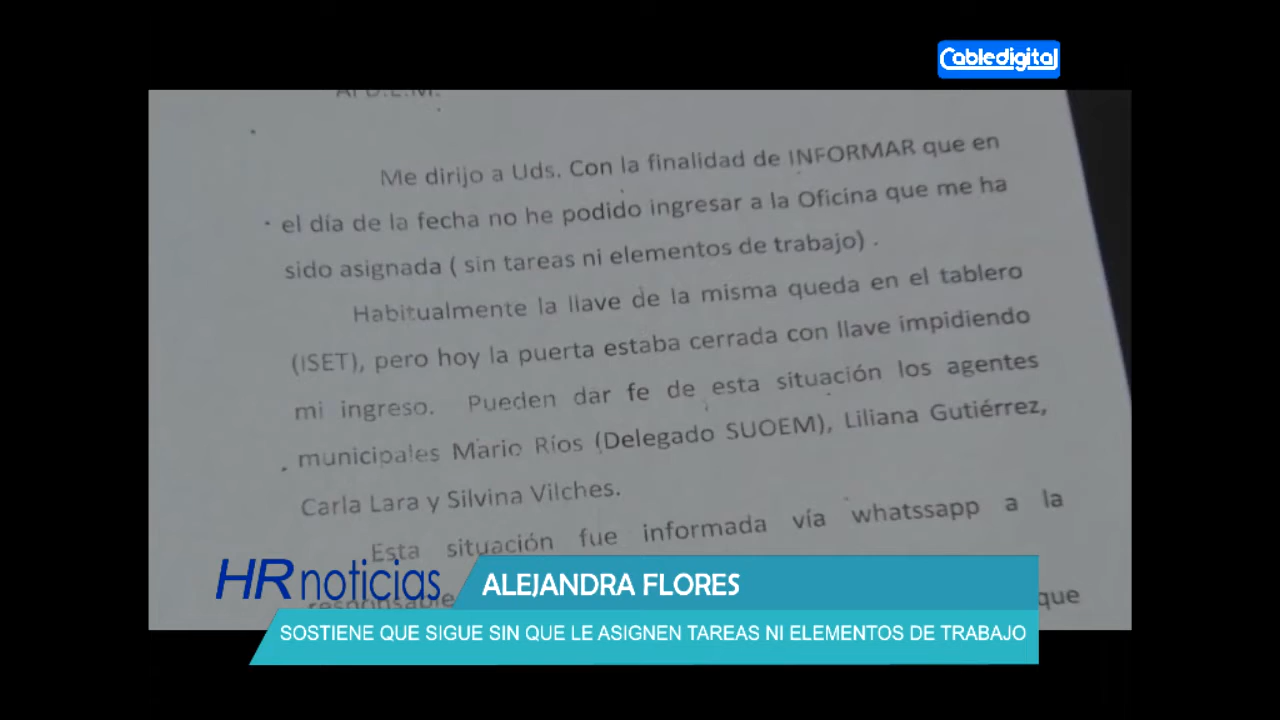 Cabledigital
Al D.E.M.
Me dirijo a Uds. Con la finalidad de INFORMAR que en
el día de la fecha no he podido ingresar a la Oficina que me ha
sido asignada ( sin tareas ni elementos de trabajo) .
Habitualmente la llave de la misma queda en el tablero
(ISET), pero hoy la puerta estaba cerrada con llave impidiendo
mi ingreso. Pueden dar fe de esta situación los agentes
municipales Mario Ríos (Delegado SUOEM), Liliana Gutiérrez,
Carla Lara y Silvina Vilches.
Esta situación fue informada vía whatssapp a la
responsable que
HR noticias
ALEJANDRA FLORES
SOSTIENE QUE SIGUE SIN QUE LE ASIGNEN TAREAS NI ELEMENTOS DE TRABAJO